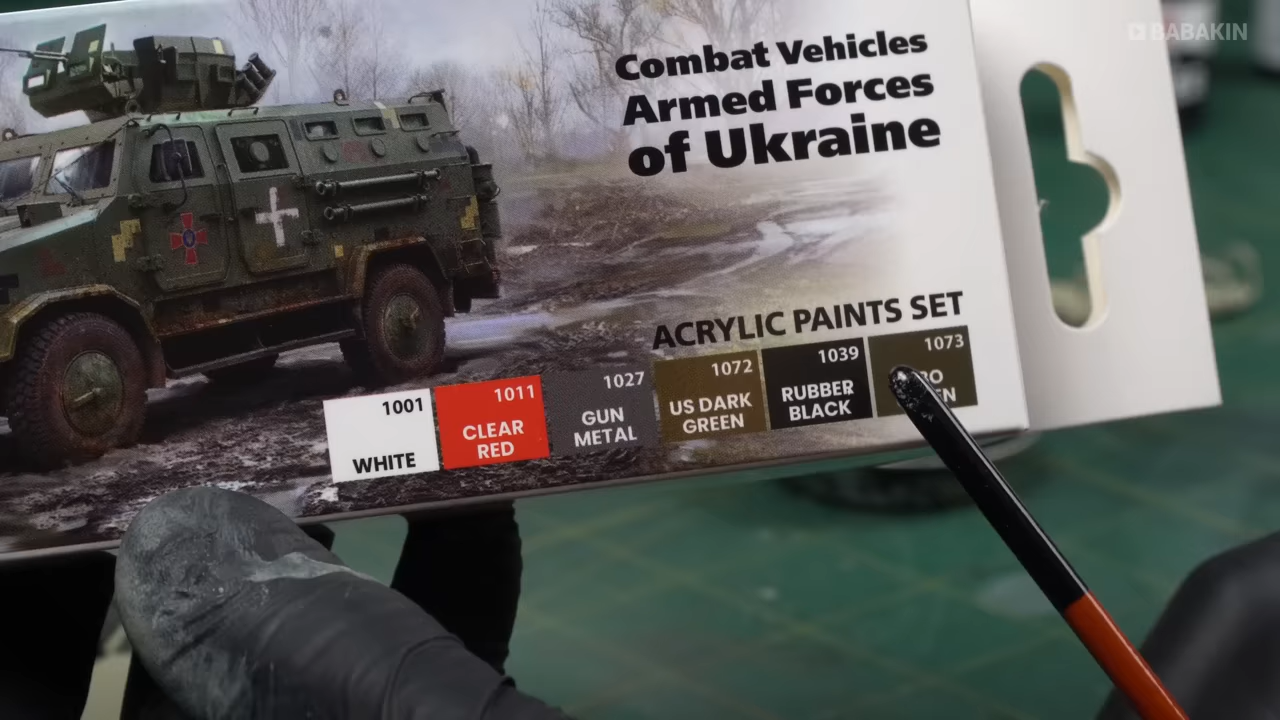 BABAKIN
Combat Vehicles
Armed Forces
of Ukraine
ACRYLIC PAINTS SET
1001
WHITE
1011
CLEAR
RED
1027
GUN
METAL
1072
US DARK
GREEN
1039
RUBBER
BLACK
1073